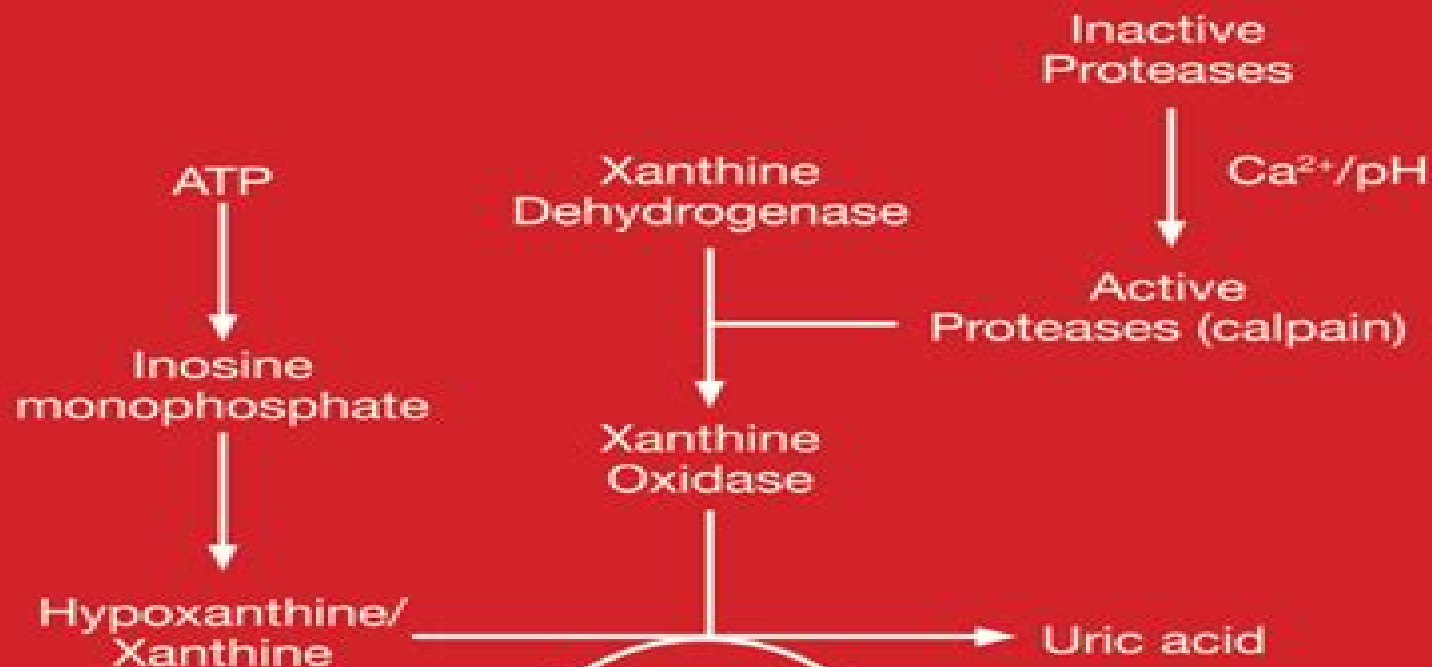 Inactive
Proteases
Ca²⁺/pH
ATP
Xanthine
Dehydrogenase
Active
Proteases (calpain)
Inosine
monophosphate
Xanthine
Oxidase
Hypoxanthine/
Xanthine
Uric acid